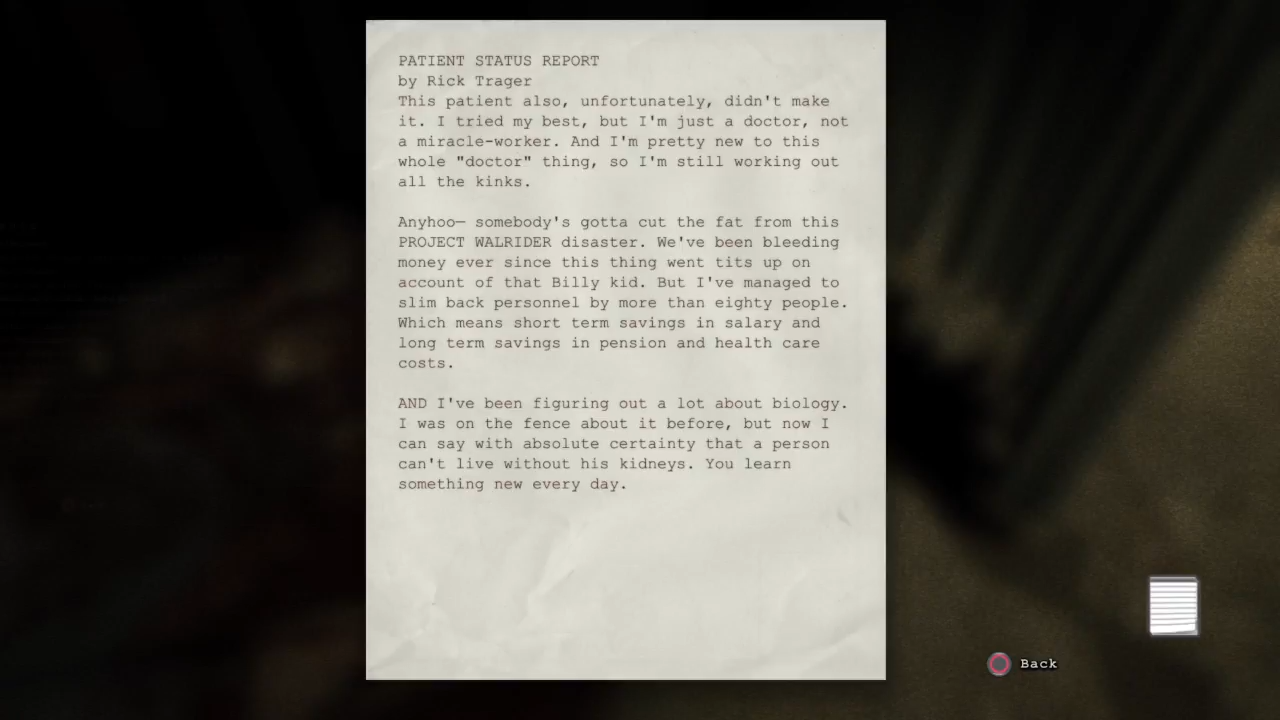 PATIENT STATUS REPORT
by Rick Trager
This patient also, unfortunately, didn't make
it. I tried my best, but I'm just a doctor, not
a miracle-worker. And I'm pretty new to this
whole "doctor" thing, so I'm still working out
all the kinks.
Anyhoo— somebody's gotta cut the fat from this
PROJECT WALRIDER disaster. We've been bleeding
money ever since this thing went tits up on
account of that Billy kid. But I've managed to
slim back personnel by more than eighty people.
Which means short term savings in salary and
long term savings in pension and health care
costs.
AND I've been figuring out a lot about biology.
I was on the fence about it before, but now I
can say with absolute certainty that a person
can't live without his kidneys. You learn
something new every day.
Back